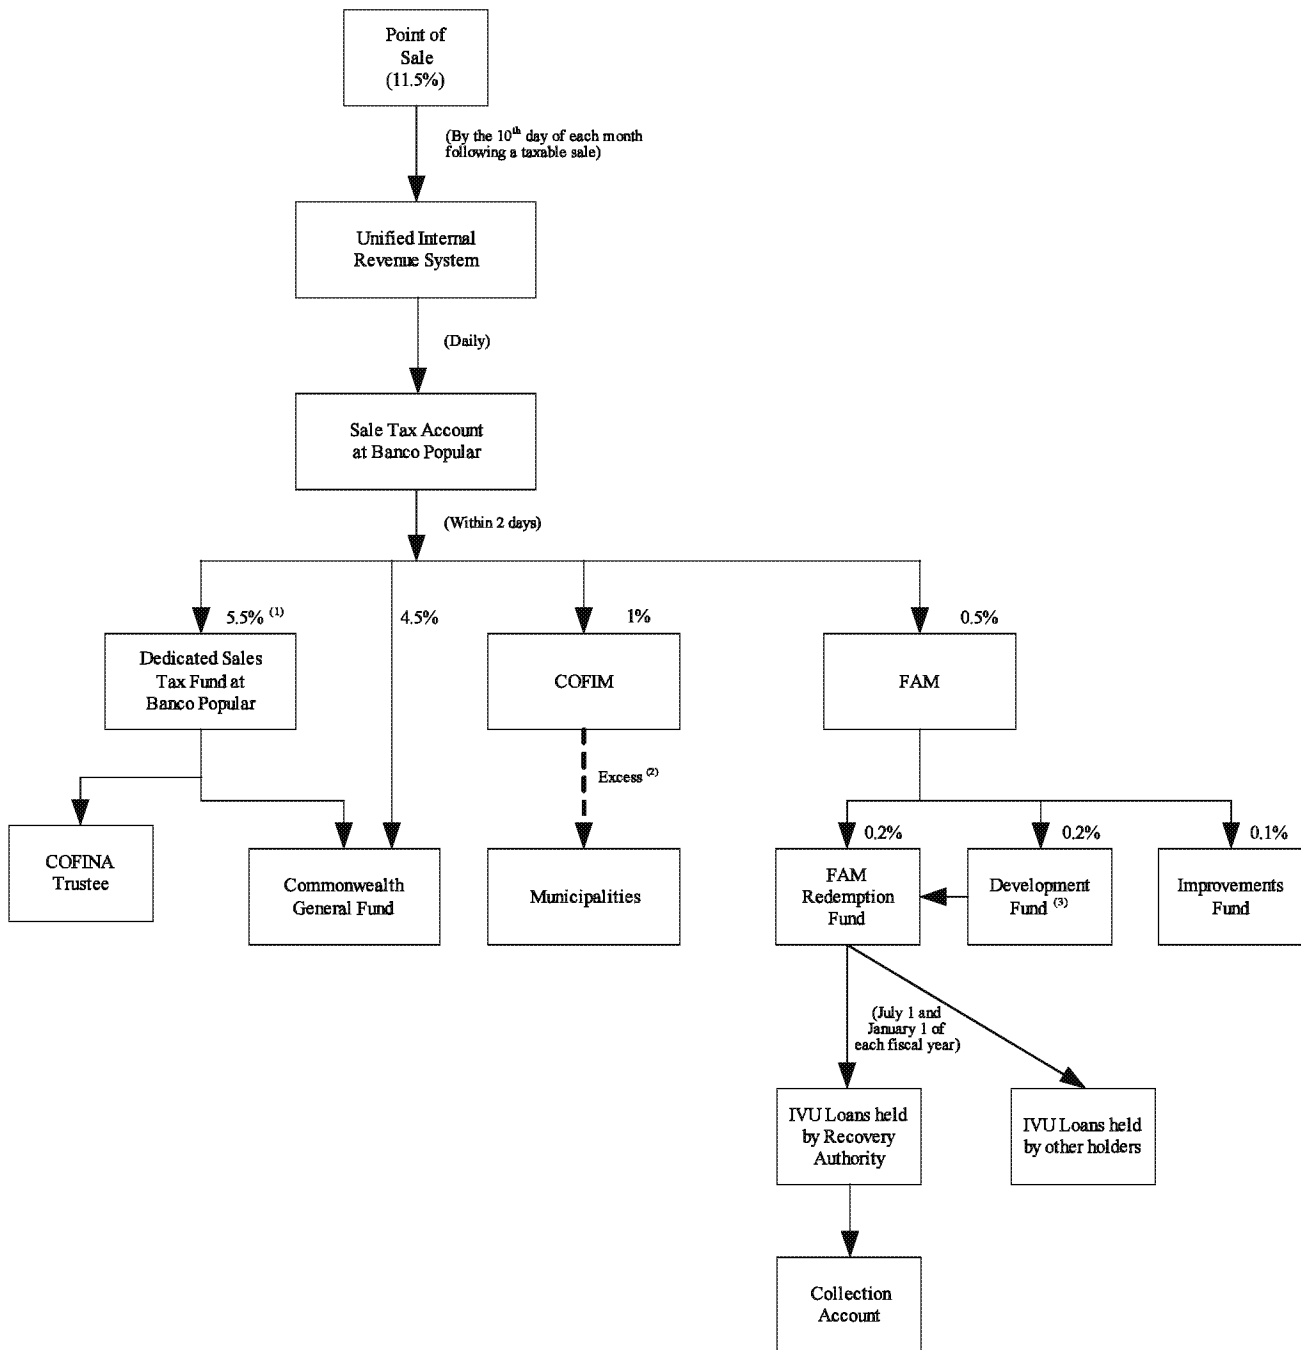 Point of
Sale
(11.5%)
(By the 10th day of each month
following a taxable sale)
Unified Internal
Revenue System
(Daily)
Sale Tax Account
at Banco Popular
(Within 2 days)
5.5% (1)
4.5%
1%
0.5%
Dedicated Sales
Tax Fund at
Banco Popular
COFIM
FAM
Excess (2)
0.2%
0.2%
0.1%
COFINA
Trustee
Commonwealth
General Fund
Municipalities
FAM
Redemption
Fund
Development
Fund (3)
Improvements
Fund
(July 1 and
January 1 of
each fiscal year)
IVU Loans held
by Recovery
Authority
IVU Loans held
by other holders
Collection
Account